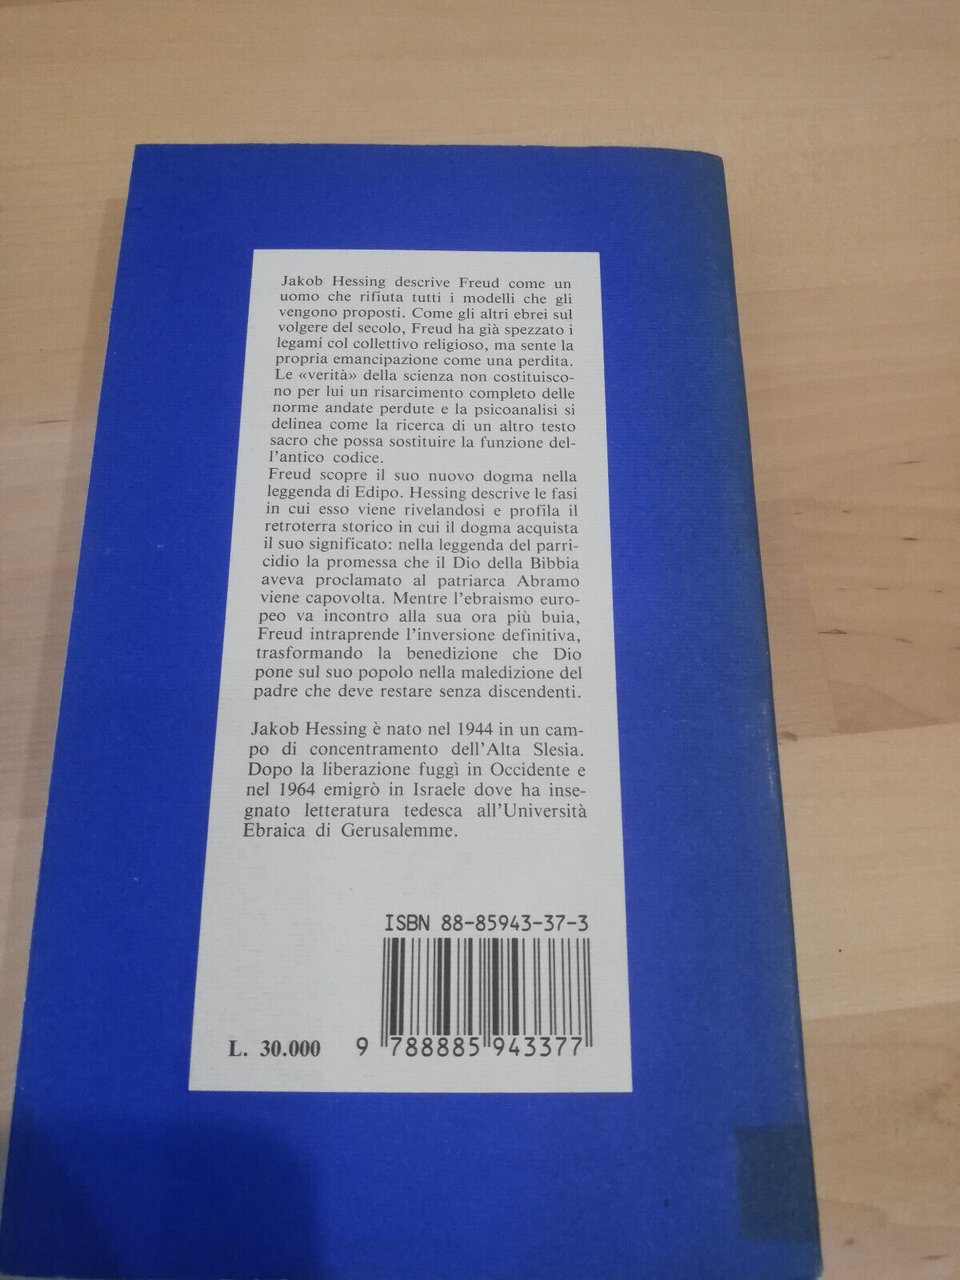 Jakob Hessing descrive Freud come un
uomo che rifiuta tutti i modelli che gli
vengono proposti. Come gli altri ebrei sul
volgere del secolo, Freud ha già spezzato i
legami col collettivo religioso, ma sente la
propria emancipazione come una perdita.
Le «verità» della scienza non costituisco-
no per lui un risarcimento completo delle
norme andate perdute e la psicoanalisi si
delinea come la ricerca di un altro testo
sacro che possa sostituire la funzione del-
l'antico codice.
Freud scopre il suo nuovo dogma nella
leggenda di Edipo. Hessing descrive le fasi
in cui esso viene rivelandosi e profila il
retroterra storico in cui il dogma acquista
il suo significato: nella leggenda del parri-
cidio la promessa che il Dio della Bibbia
aveva proclamato al patriarca Abramo
viene capovolta. Mentre l'ebraismo euro-
peo va incontro alla sua ora più buia,
Freud intraprende l'inversione definitiva,
trasformando la benedizione che Dio
pone sul suo popolo nella maledizione del
padre che deve restare senza discendenti.
Jakob Hessing è nato nel 1944 in un cam-
po di concentramento dell'Alta Slesia.
Dopo la liberazione fuggì in Occidente e
nel 1964 emigrò in Israele dove ha inse-
gnato letteratura tedesca all'Università
Ebraica di Gerusalemme.
ISBN 88-85943-37-3
L. 30.000 9 788885 943377